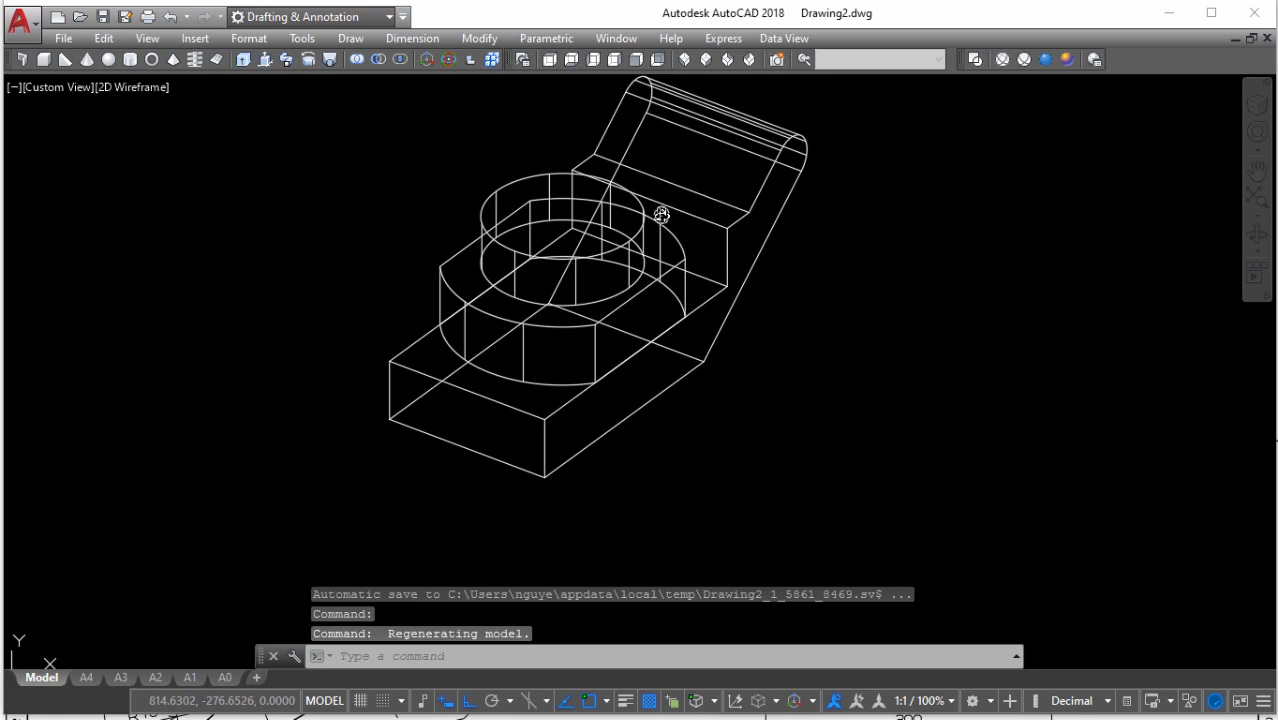 Drafting & Annotation
Autodesk AutoCAD 2018 Drawing2.dwg
File Edit View Insert Format Tools Draw Dimension Modify Parametric Window Help Express Data View
[−][Custom View][2D Wireframe]
Automatic save to C:\Users\nguye\appdata\local\temp\Drawing2_1_5861_8469.sv$ ...
Command:
Command:  Regenerating model.
Y
X
Type a command
Model A4 A3 A2 A1 A0
814.6302, -276.6526, 0.0000 MODEL 1:1 / 100% Decimal